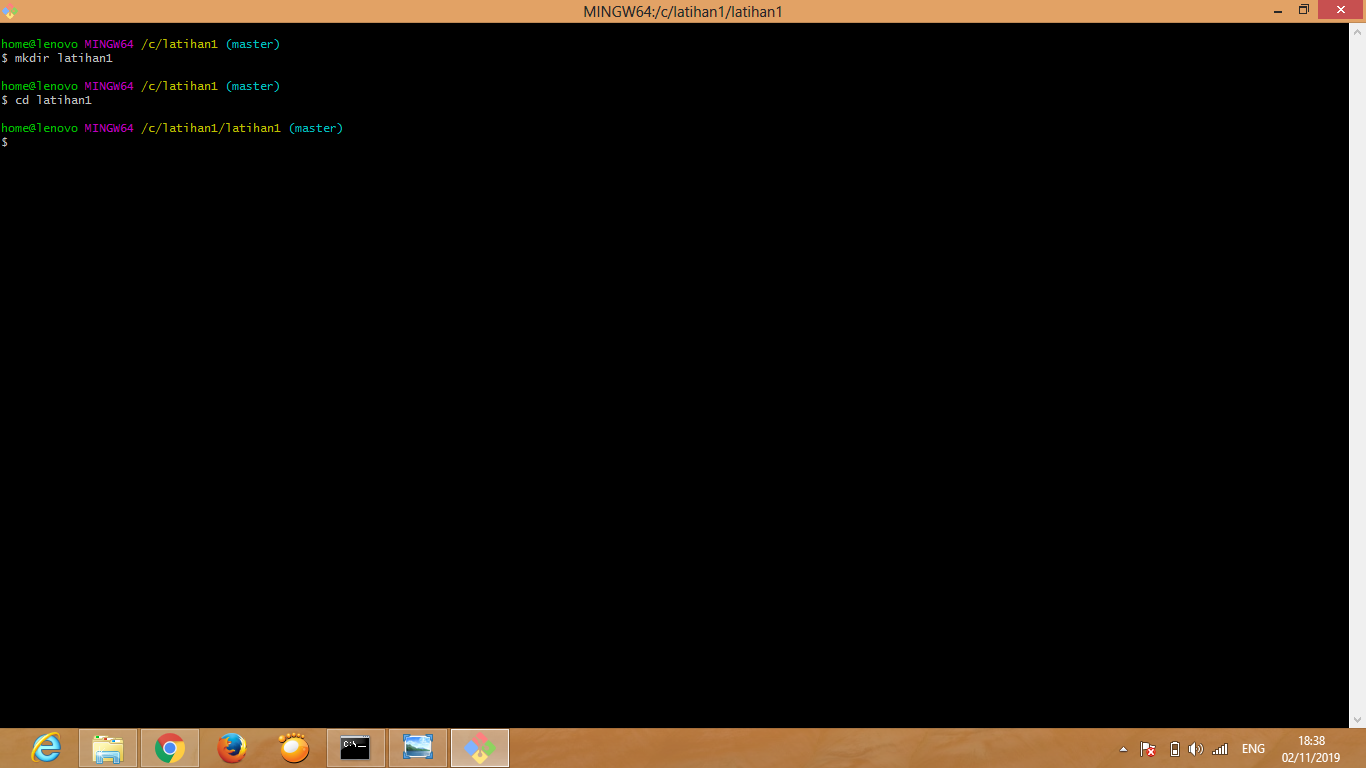 MINGW64:/c/latihan1/latihan1
home@lenovo MINGW64 /c/latihan1 (master)
$ mkdir latihan1
home@lenovo MINGW64 /c/latihan1 (master)
$ cd latihan1
home@lenovo MINGW64 /c/latihan1/latihan1 (master)
$
C:\_
ENG
18:38
02/11/2019